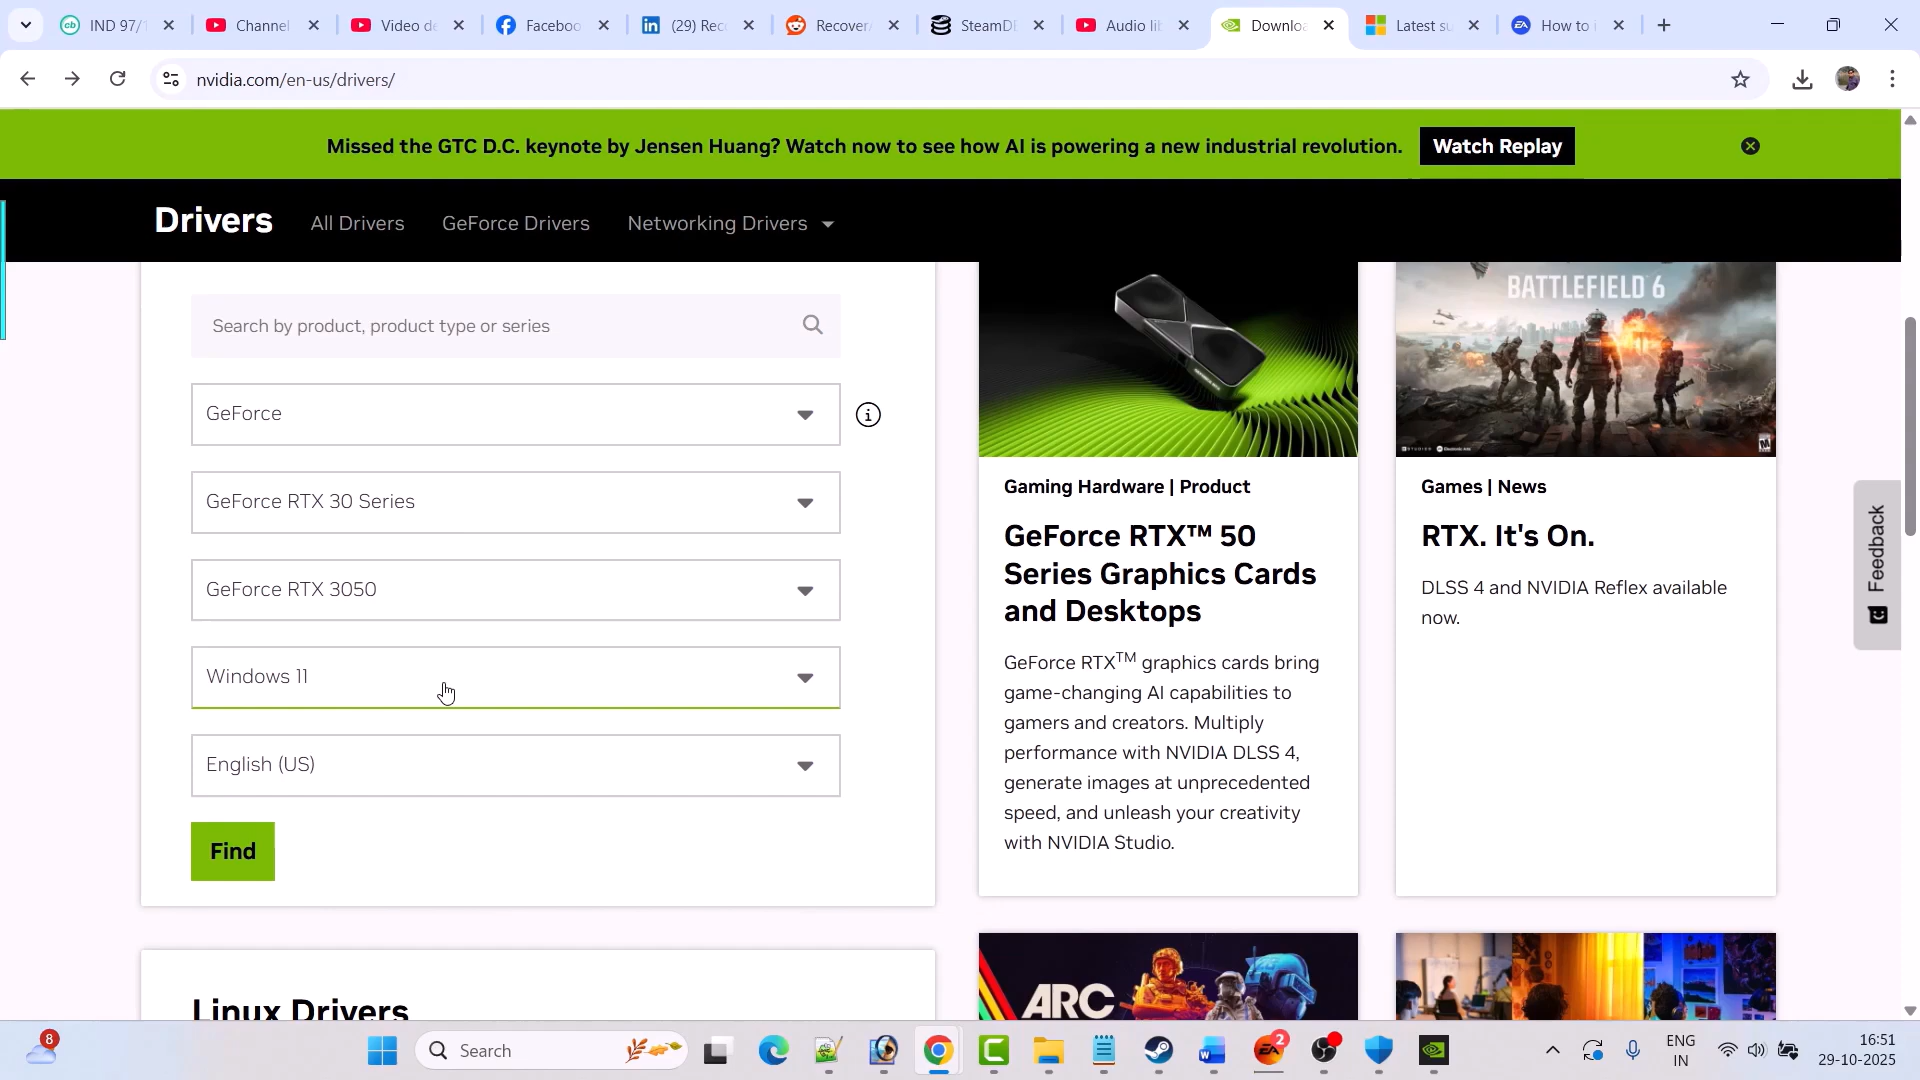 IND 97/1
Channel
Video de
Faceboo
(29) Reco
Recover
SteamDB
Audio lib
Downloa
Latest su
How to i
nvidia.com/en-us/drivers/
Missed the GTC D.C. keynote by Jensen Huang? Watch now to see how AI is powering a new industrial revolution. Watch Replay
Drivers All Drivers GeForce Drivers Networking Drivers
Search by product, product type or series
GeForce
GeForce RTX 30 Series
GeForce RTX 3050
Windows 11
English (US)
Find
Linux Drivers
Gaming Hardware | Product
GeForce RTX™ 50
Series Graphics Cards
and Desktops
GeForce RTXTM graphics cards bring
game-changing AI capabilities to
gamers and creators. Multiply
performance with NVIDIA DLSS 4,
generate images at unprecedented
speed, and unleash your creativity
with NVIDIA Studio.
ARC
BATTLEFIELD 6
Games | News
RTX. It's On.
DLSS 4 and NVIDIA Reflex available
now.
Feedback
8
Search
2
ENG
IN
16:51
29-10-2025